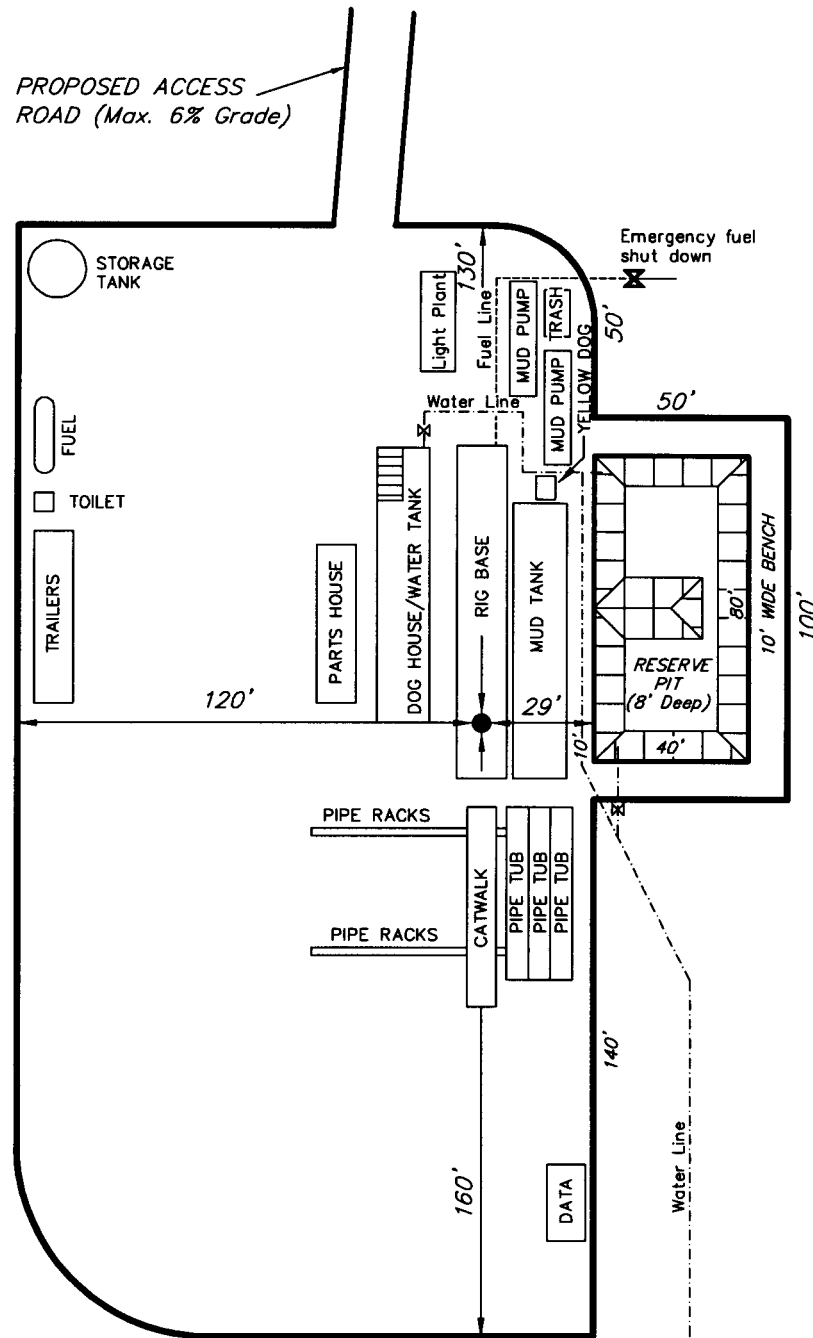 PROPOSED ACCESS
ROAD (Max. 6% Grade)
STORAGE
TANK
Light Plant
130'
Fuel Line
MUD PUMP
TRASH
Emergency fuel
shut down
50'
MUD PUMP
YELLOW DOG
50'
Water Line
FUEL
TOILET
TRAILERS
PARTS HOUSE
DOG HOUSE/WATER TANK
RIG BASE
MUD TANK
80'
10' WIDE BENCH
100'
RESERVE
PIT
(8' Deep)
120'
29'
10'
40'
PIPE RACKS
CATWALK
PIPE TUB
PIPE TUB
PIPE TUB
PIPE RACKS
140'
160'
DATA
Water Line